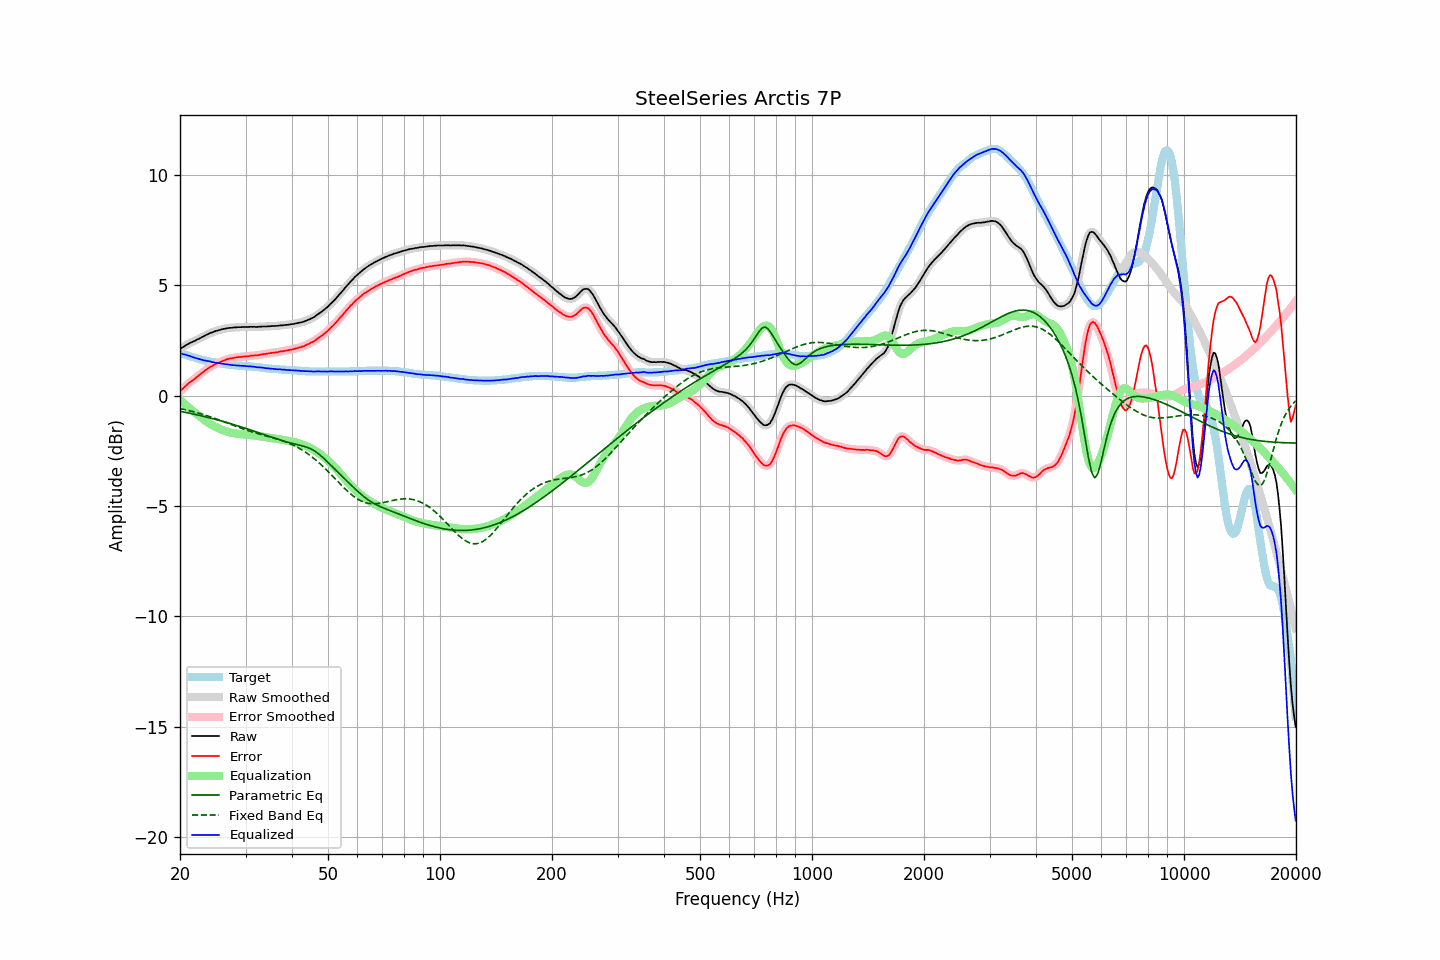 SteelSeries Arctis 7P
Amplitude (dBr)
10
5
0
−5
−10
−15
−20
Target
Raw Smoothed
Error Smoothed
Raw
Error
Equalization
Parametric Eq
Fixed Band Eq
Equalized
20 50 100 200 500 1000 2000 5000 10000 20000
Frequency (Hz)